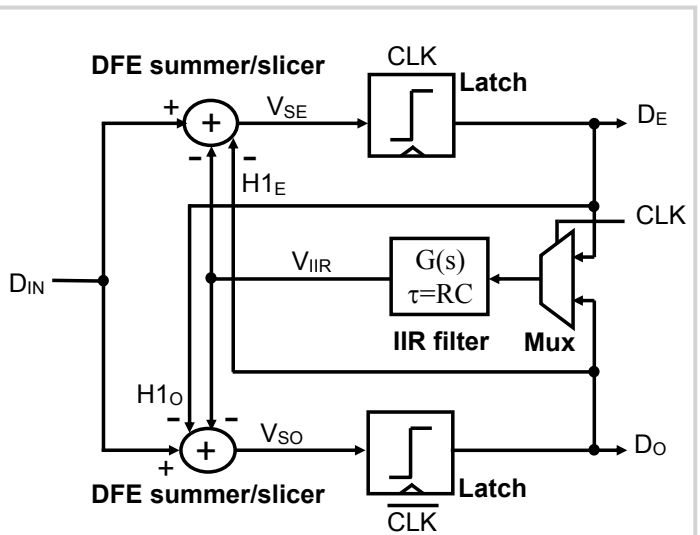 CLK
DFE summer/slicer
Latch
+
V_SE
D_E
+
−
−
H1_E
CLK
G(s)
V_IIR
τ=RC
D_IN
IIR filter
Mux
H1_O
−
−
V_SO
+
D_O
+
DFE summer/slicer
Latch
C̅L̅K̅